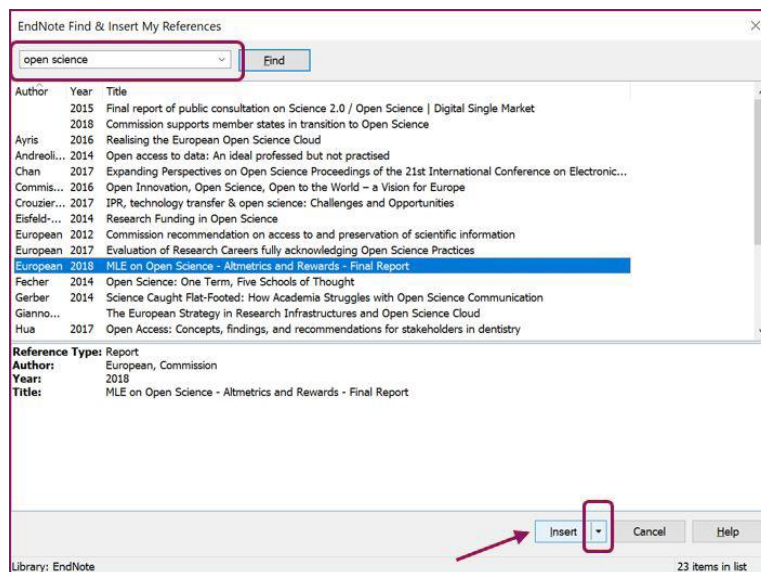 EndNote Find & Insert My References
open science
Find
Author Year Title
2015 Final report of public consultation on Science 2.0 / Open Science | Digital Single Market
2018 Commission supports member states in transition to Open Science
Ayris 2016 Realising the European Open Science Cloud
Andreoli... 2014 Open access to data: An ideal professed but not practised
Chan 2017 Expanding Perspectives on Open Science Proceedings of the 21st International Conference on Electronic...
Commis... 2016 Open Innovation, Open Science, Open to the World – a Vision for Europe
Crouzier... 2017 IPR, technology transfer & open science: Challenges and Opportunities
Eisfeld-... 2014 Research Funding in Open Science
European 2012 Commission recommendation on access to and preservation of scientific information
European 2017 Evaluation of Research Careers fully acknowledging Open Science Practices
European 2018 MLE on Open Science - Altmetrics and Rewards - Final Report
Fecher 2014 Open Science: One Term, Five Schools of Thought
Gerber 2014 Science Caught Flat-Footed: How Academia Struggles with Open Science Communication
Gianno... The European Strategy in Research Infrastructures and Open Science Cloud
Hua 2017 Open Access: Concepts, findings, and recommendations for stakeholders in dentistry
Reference Type: Report
Author: European, Commission
Year: 2018
Title: MLE on Open Science - Altmetrics and Rewards - Final Report
Insert Cancel Help
Library: EndNote 23 items in list